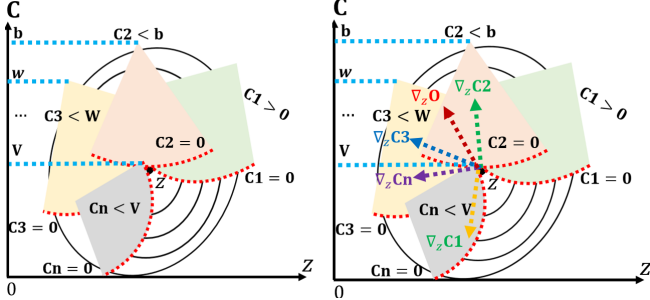 C
b
C2 < b
w
C1 > 0
...
C3 < W
V
C2 = 0
Z
C1 = 0
Cn < V
C3 = 0
Cn = 0
0
Z
C
b
C2 < b
w
∇zO
∇zC2
C1 > 0
...
C3 < W
∇zC3
C2 = 0
V
∇zCn
Z
C1 = 0
Cn < V
C3 = 0
∇zC1
Cn = 0
0
Z